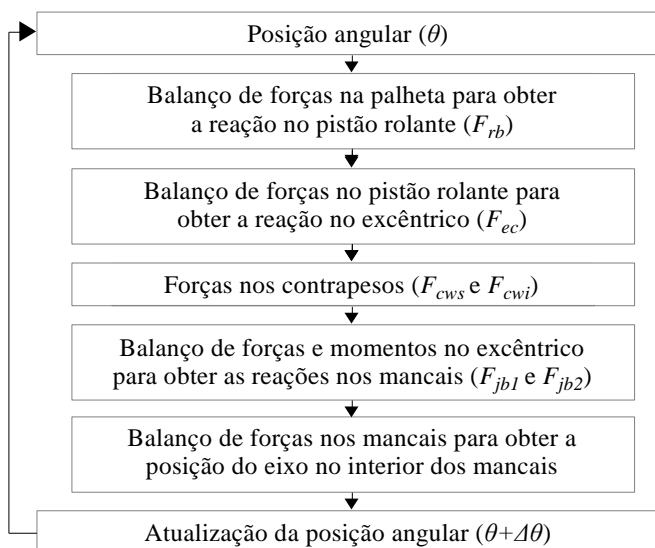 Posição angular (θ)
Balanço de forças na palheta para obter
a reação no pistão rolante (F_rb)
Balanço de forças no pistão rolante para
obter a reação no excêntrico (F_ec)
Forças nos contrapesos (F_cws e F_cwi)
Balanço de forças e momentos no excêntrico
para obter as reações nos mancais (F_jb1 e F_jb2)
Balanço de forças nos mancais para obter a
posição do eixo no interior dos mancais
Atualização da posição angular (θ+Δθ)